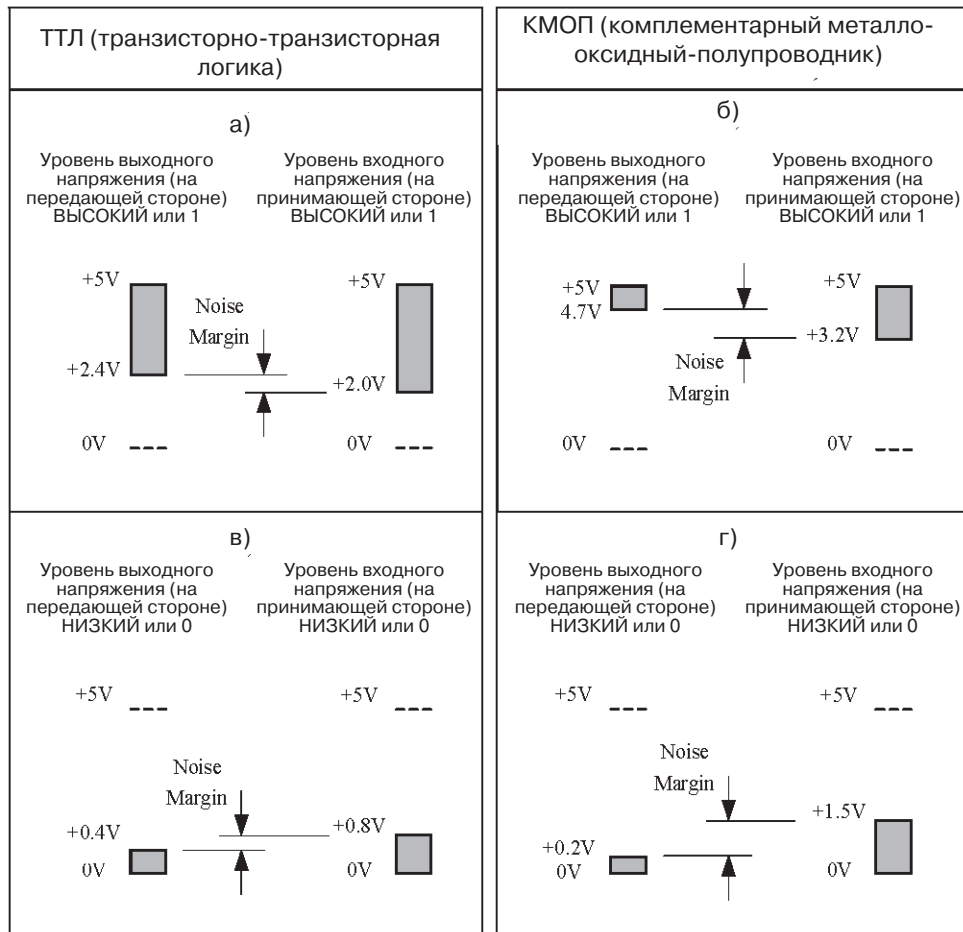 ТТЛ (транзисторно-транзисторная
логика)
КМОП (комплементарный металло-
оксидный-полупроводник)
а)
Уровень выходного
напряжения (на
передающей стороне)
ВЫСОКИЙ или 1
Уровень входного
напряжения (на
принимающей стороне)
ВЫСОКИЙ или 1
+5V
+2.4V
0V
Noise
Margin
+5V
+2.0V
0V
б)
Уровень выходного
напряжения (на
передающей стороне)
ВЫСОКИЙ или 1
Уровень входного
напряжения (на
принимающей стороне)
ВЫСОКИЙ или 1
+5V
4.7V
0V
Noise
Margin
+5V
+3.2V
0V
в)
Уровень выходного
напряжения (на
передающей стороне)
НИЗКИЙ или 0
Уровень входного
напряжения (на
принимающей стороне)
НИЗКИЙ или 0
+5V
+0.4V
0V
Noise
Margin
+5V
+0.8V
0V
г)
Уровень выходного
напряжения (на
передающей стороне)
НИЗКИЙ или 0
Уровень входного
напряжения (на
принимающей стороне)
НИЗКИЙ или 0
+5V
+0.2V
0V
Noise
Margin
+5V
+1.5V
0V